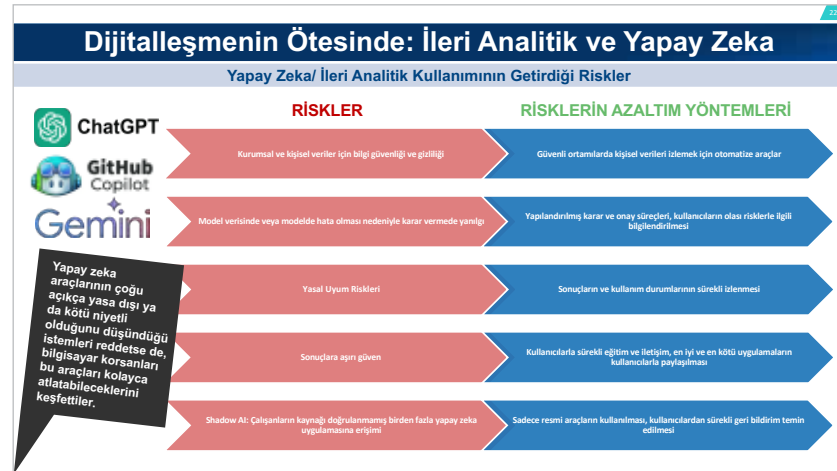 22
Dijitalleşmenin Ötesinde: İleri Analitik ve Yapay Zeka
Yapay Zeka/ İleri Analitik Kullanımının Getirdiği Riskler
RİSKLER
RİSKLERİN AZALTIM YÖNTEMLERİ
ChatGPT
GitHub
Copilot
Gemini
Kurumsal ve kişisel veriler için bilgi güvenliği ve gizliliği
Güvenli ortamılarda kişisel verileri izlemek için otomatize araçlar
Model verisinde veya modelde hata olması nedeniyle karar vermede yanılgı
Yapılandırılmış karar ve onay süreçleri, kullanıcıların olası risklerle ilgili
bilgilendirilmesi
Yasal Uyum Riskleri
Sonuçların ve kullanım durumlarının sürekli izlenmesi
Sonuçlara aşırı güven
Kullanıcılarla sürekli eğitim ve iletişim, en iyi ve en kötü uygulamaların
kullanıcılarla paylaşılması
Shadow AI: Çalışanların kaynağı doğrulanmamış birden fazla yapay zeka
uygulamasına erişimi
Sadece resmi araçların kullanılması, kullanıcılardan sürekli geri bildirim temin
edilmesi
Yapay zeka
araçlarının çoğu
açıkça yasa dışı ya
da kötü niyetli
olduğunu düşündüğü
istemleri reddetse de,
bilgisayar korsanları
bu araçları kolayca
atlatabileceklerini
keşfettiler.